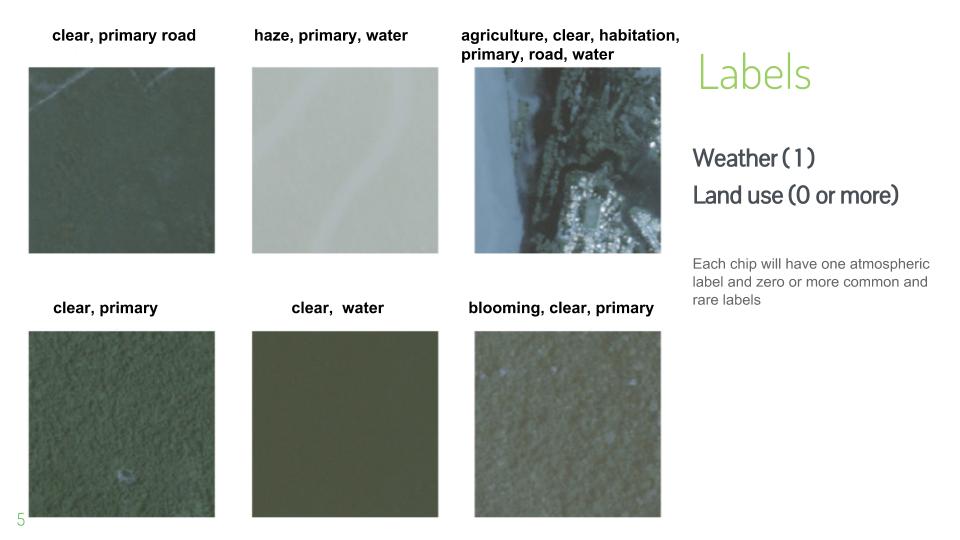 clear, primary road
haze, primary, water
agriculture, clear, habitation,
primary, road, water
Labels
Weather (1)
Land use (0 or more)
Each chip will have one atmospheric
label and zero or more common and
rare labels
clear, primary
clear,  water
blooming, clear, primary
5